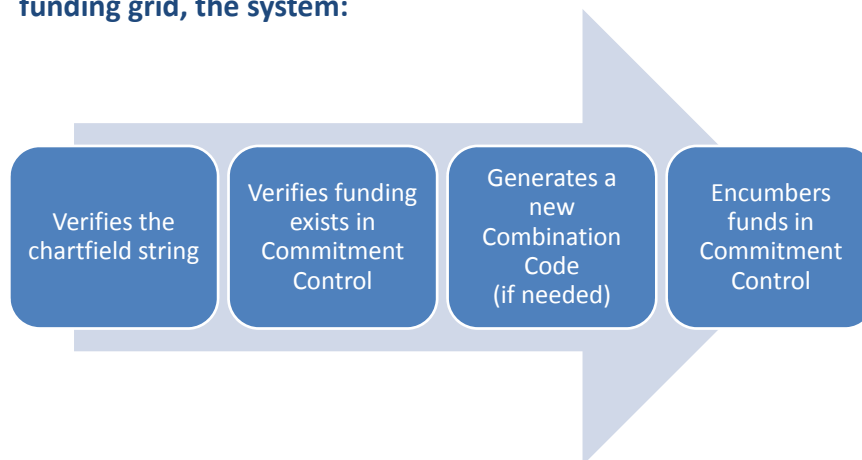 funding grid, the system:
Verifies the
chartfield string
Verifies funding
exists in
Commitment
Control
Generates a
new
Combination
Code
(if needed)
Encumbers
funds in
Commitment
Control